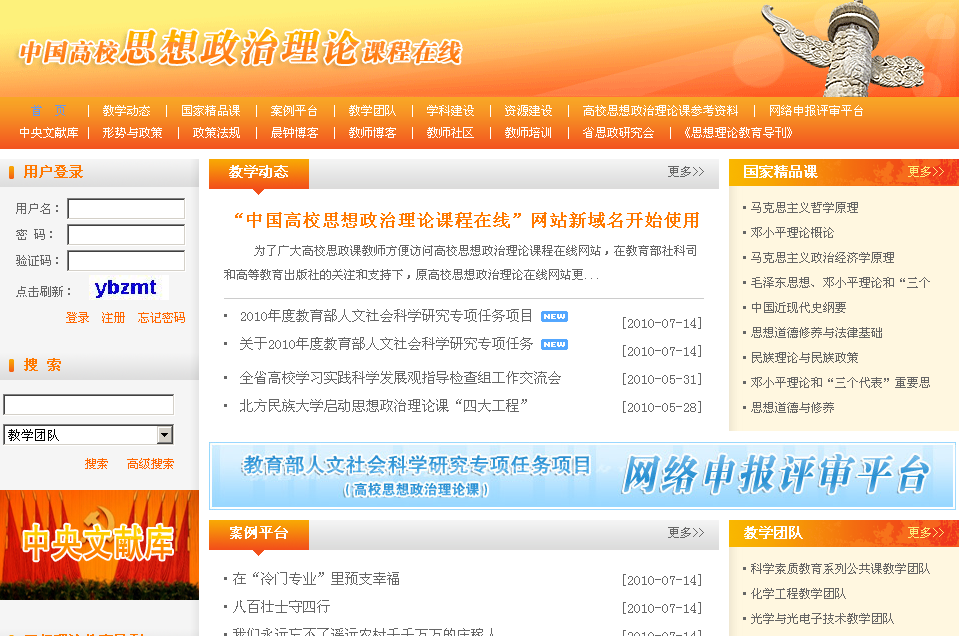 中国高校思想政治理论课程在线
首 页 | 教学动态 | 国家精品课 | 案例平台 | 教学团队 | 学科建设 | 资源建设 | 高校思想政治理论课参考资料 | 网络申报评审平台
中央文献库 | 形势与政策 | 政策法规 | 晨钟博客 | 教师博客 | 教师社区 | 教师培训 | 省思政研究会 | 《思想理论教育导刊》
用户登录
用户名：
密 码：
验证码：
点击刷新： ybzmt
登录 注册 忘记密码
搜 索
教学团队
搜索 高级搜索
中央文献库
教学动态 更多>>
“中国高校思想政治理论课程在线”网站新域名开始使用
为了广大高校思政课教师方便访问高校思想政治理论课程在线网站，在教育部社科司
和高等教育出版社的关注和支持下，原高校思想政治理论在线网站更...
· 2010年度教育部人文社会科学研究专项任务项目 NEW [2010-07-14]
· 关于2010年度教育部人文社会科学研究专项任务 NEW [2010-07-14]
· 全省高校学习实践科学发展观指导检查组工作交流会 [2010-05-31]
· 北方民族大学启动思想政治理论课“四大工程” [2010-05-28]
国家精品课 更多>>
· 马克思主义哲学原理
· 邓小平理论概论
· 马克思主义政治经济学原理
· 毛泽东思想、邓小平理论和“三个
· 中国近现代史纲要
· 思想道德修养与法律基础
· 民族理论与民族政策
· 邓小平理论和“三个代表”重要思
· 思想道德与修养
教育部人文社会科学研究专项任务项目
（高校思想政治理论课）
网络申报评审平台
案例平台 更多>>
· 在“冷门专业”里预支幸福 [2010-07-14]
· 八百壮士守四行 [2010-07-14]
· 我们永远忘不了遥远农村千千万万的庄稼人 [2010-07-14]
教学团队 更多>>
· 科学素质教育系列公共课教学团队
· 化学工程教学团队
· 光学与光电子技术教学团队